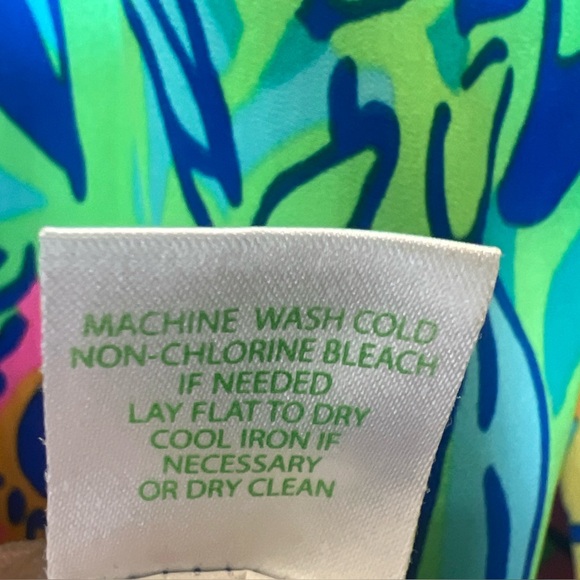 MACHINE WASH COLD
NON-CHLORINE BLEACH
IF NEEDED
LAY FLAT TO DRY
COOL IRON IF
NECESSARY
OR DRY CLEAN